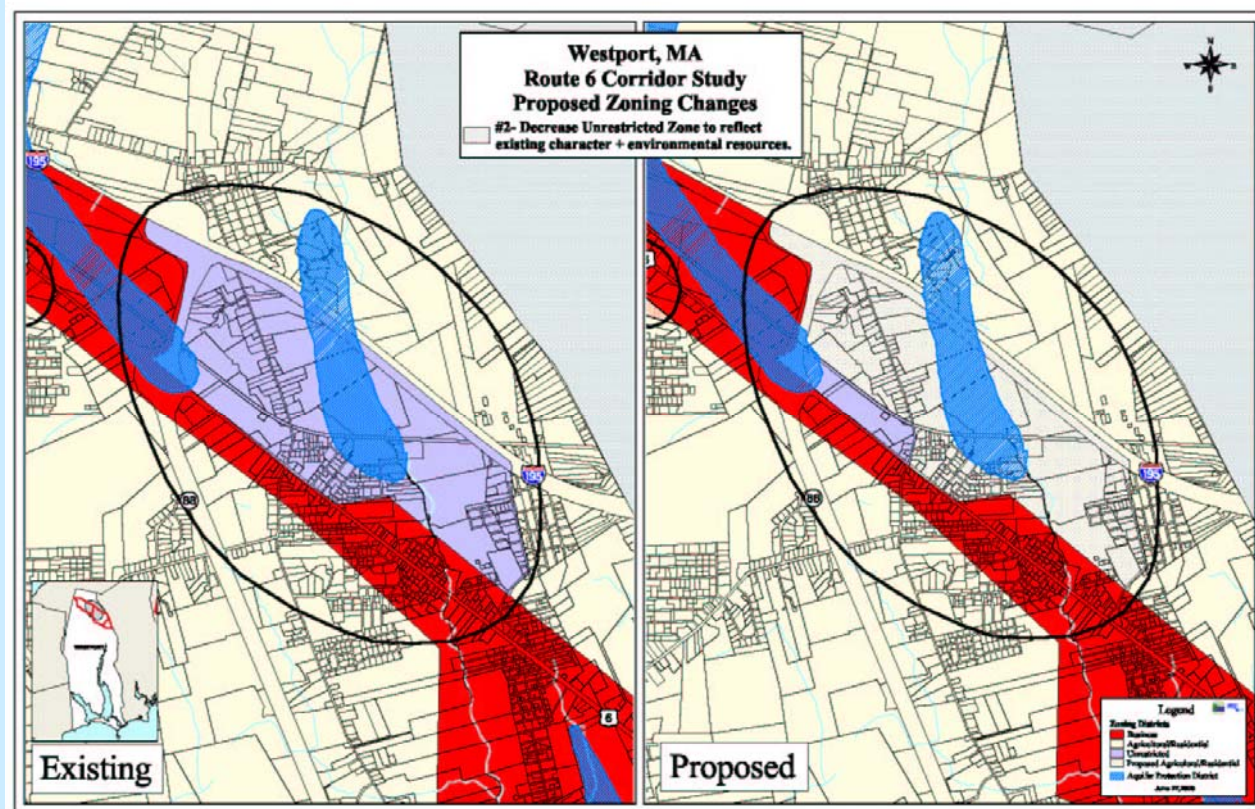 Westport, MA
Route 6 Corridor Study
Proposed Zoning Changes
#2- Decrease Unrestricted Zone to reflect
existing character + environmental resources.
195
88
195
6
Existing
N
195
88
Proposed
Legend
Zoning Districts
Business
Agricultural/Residential
Unrestricted
Proposed Agricultural/Residential
Aquifer Protection District